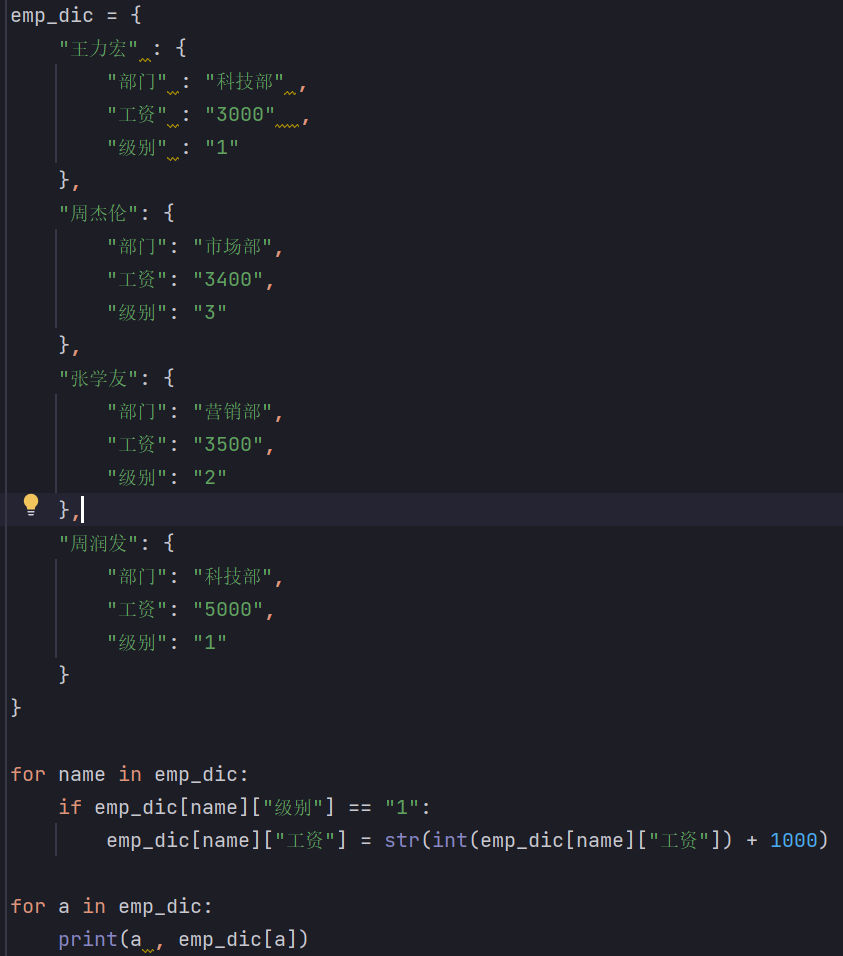 emp_dic = {
    "王力宏" : {
        "部门" : "科技部" ,
        "工资" : "3000"  ,
        "级别" : "1"
    },
    "周杰伦": {
        "部门": "市场部",
        "工资": "3400",
        "级别": "3"
    },
    "张学友": {
        "部门": "营销部",
        "工资": "3500",
        "级别": "2"
    },
    "周润发": {
        "部门": "科技部",
        "工资": "5000",
        "级别": "1"
    }
}
for name in emp_dic:
    if emp_dic[name]["级别"] == "1":
        emp_dic[name]["工资"] = str(int(emp_dic[name]["工资"]) + 1000)
for a in emp_dic:
    print(a , emp_dic[a])